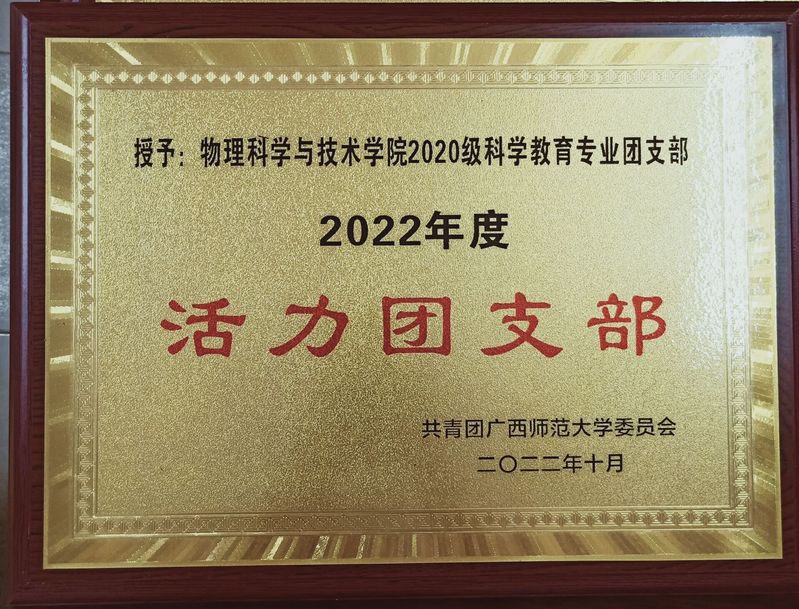 授予：物理科学与技术学院2020级科学教育专业团支部
2022年度
活力团支部
共青团广西师范大学委员会
二〇二二年十月